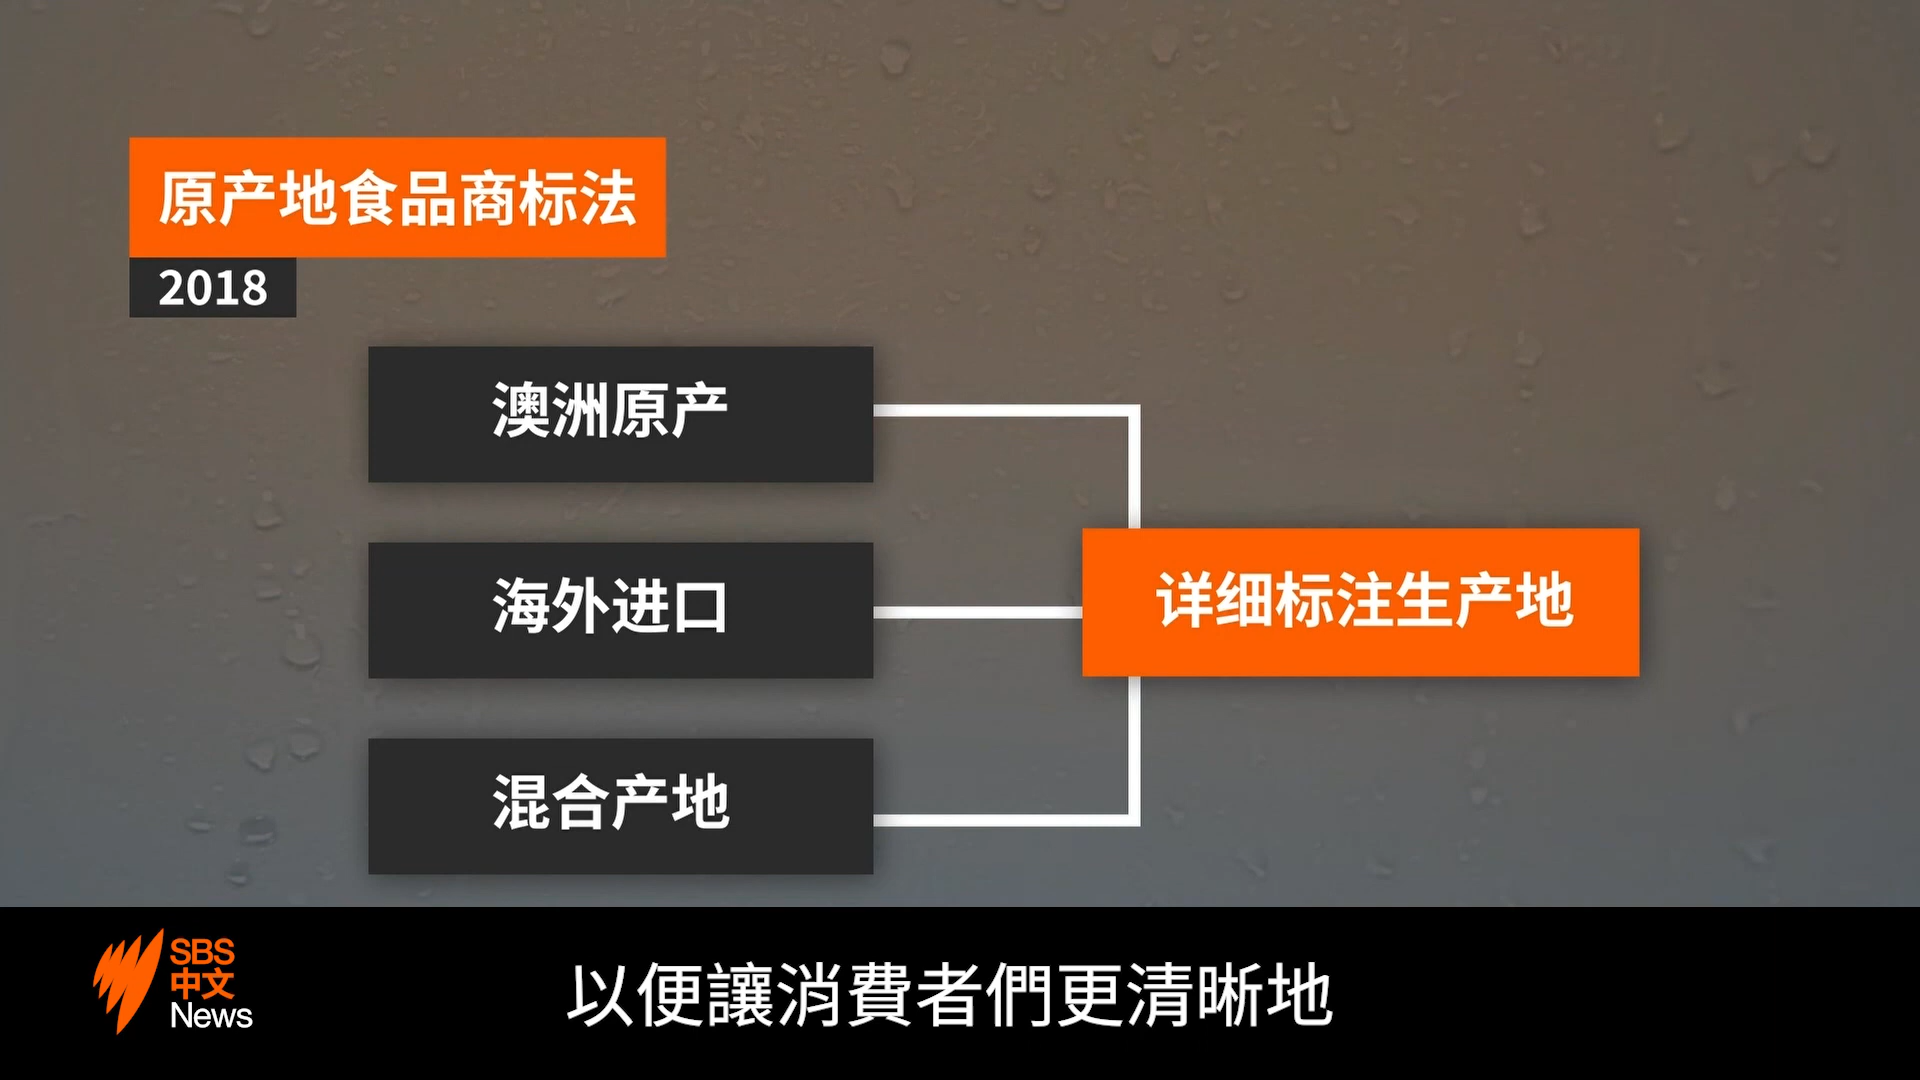 原产地食品商标法
2018
澳洲原产
海外进口
详细标注生产地
混合产地
SBS
中文
News
以便讓消費者們更清晰地